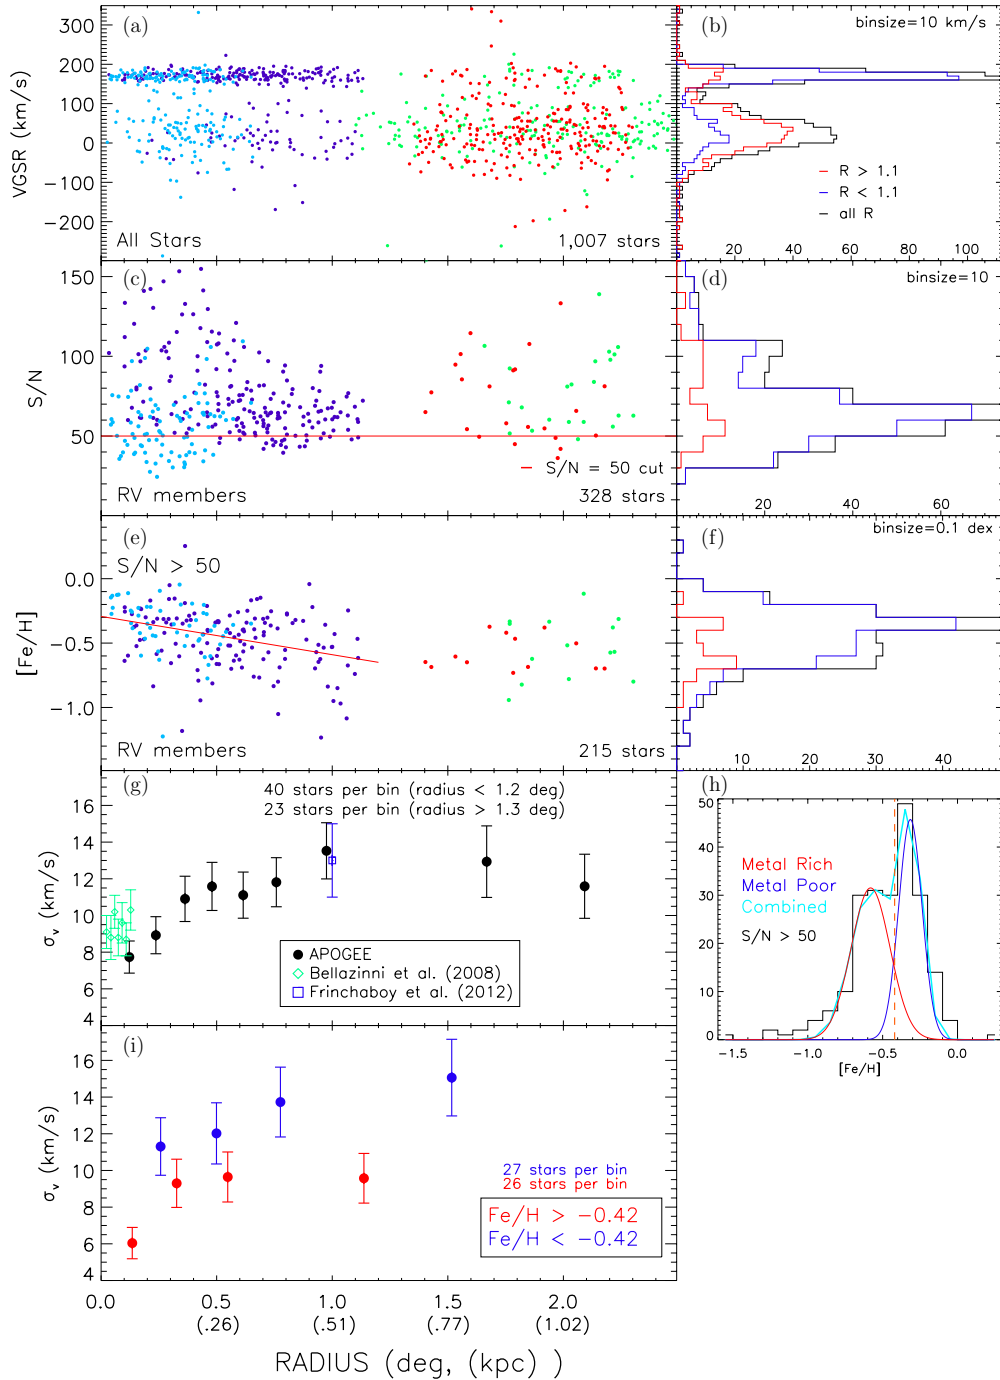 (a)
300
200
100
0
−100
−200
VGSR (km/s)
All Stars
1,007 stars
(b)
binsize=10 km/s
R > 1.1
R < 1.1
all R
20 40 60 80 100
(c)
150
100
50
0
S/N
S/N = 50 cut
RV members
328 stars
(d)
binsize=10
20 40 60
(e)
S/N > 50
0.0
−0.5
−1.0
[Fe/H]
RV members
215 stars
(f)
binsize=0.1 dex
10 20 30 40
(g)
40 stars per bin (radius < 1.2 deg)
23 stars per bin (radius > 1.3 deg)
16
14
12
10
8
6
4
σv (km/s)
APOGEE
Bellazinni et al. (2008)
Frinchaboy et al. (2012)
(h)
50
40
30
20
10
0
Metal Rich
Metal Poor
Combined
S/N > 50
−1.5 −1.0 −0.5 0.0
[Fe/H]
(i)
16
14
12
10
8
6
4
σv (km/s)
27 stars per bin
26 stars per bin
Fe/H > −0.42
Fe/H < −0.42
0.0 0.5 1.0 1.5 2.0
(.26) (.51) (.77) (1.02)
RADIUS (deg, (kpc) )